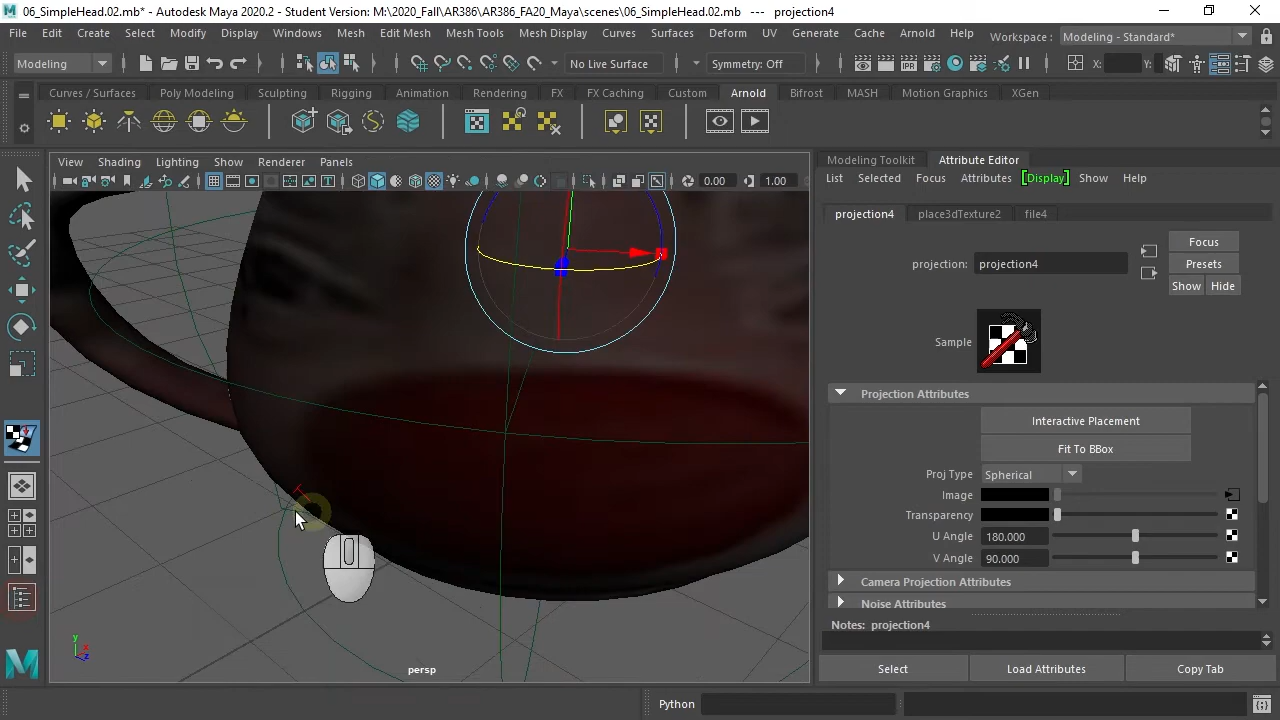 06_SimpleHead.02.mb* - Autodesk Maya 2020.2 - Student Version: M:\2020_Fall\AR386\AR386_FA20_Maya\scenes\06_SimpleHead.02.mb --- projection4
File Edit Create Select Modify Display Windows Mesh Edit Mesh Mesh Tools Mesh Display Curves Surfaces Deform UV Generate Cache Arnold Help Workspace : Modeling - Standard*
Modeling No Live Surface Symmetry: Off X: Y:
Curves / Surfaces Poly Modeling Sculpting Rigging Animation Rendering FX FX Caching Custom Arnold Bifrost MASH Motion Graphics XGen
View Shading Lighting Show Renderer Panels
0.00 1.00
Modeling Toolkit Attribute Editor
List Selected Focus Attributes [Display] Show Help
projection4 place3dTexture2 file4
projection: projection4
Focus
Presets
Show Hide
Sample
Projection Attributes
Interactive Placement
Fit To BBox
Proj Type Spherical
Image
Transparency
U Angle 180.000
V Angle 90.000
Camera Projection Attributes
Noise Attributes
Notes: projection4
Select Load Attributes Copy Tab
y
x
z
persp
Python